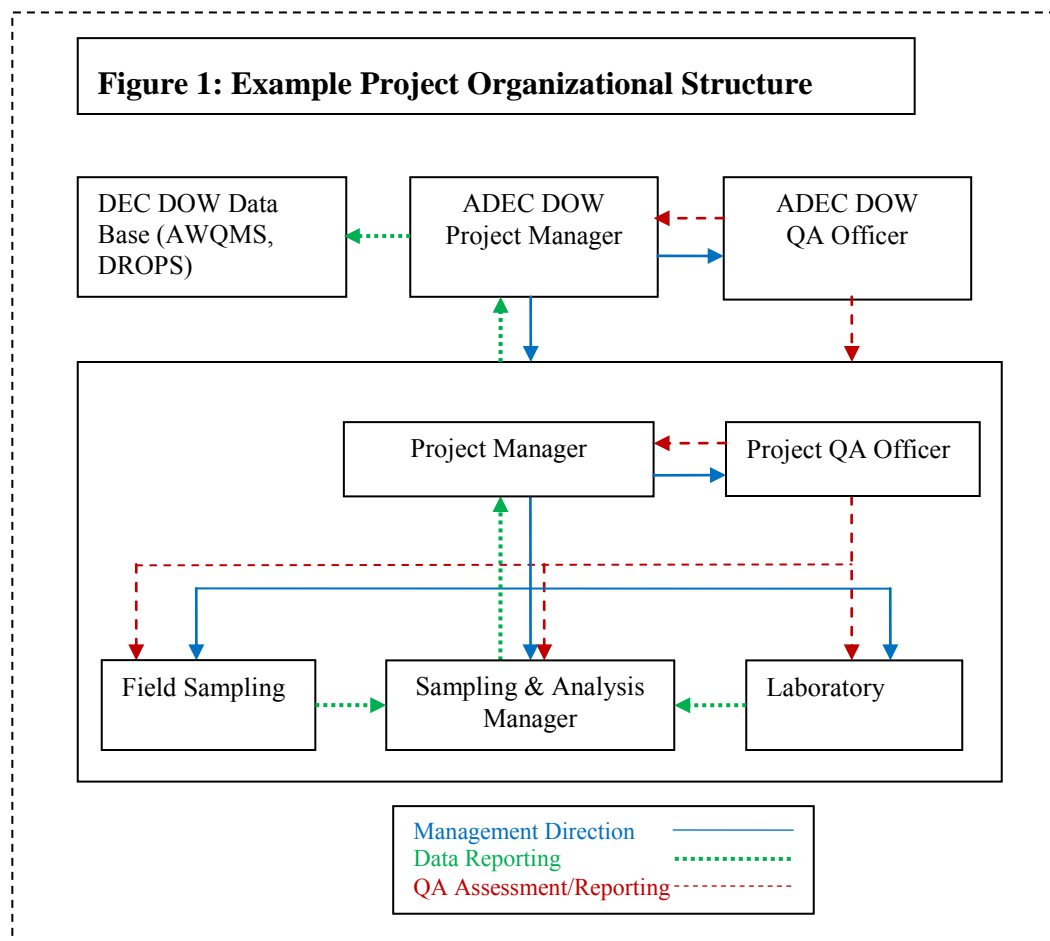 Figure 1: Example Project Organizational Structure
DEC DOW Data
Base (AWQMS,
DROPS)
ADEC DOW
Project Manager
ADEC DOW
QA Officer
Project Manager
Project QA Officer
Field Sampling
Sampling & Analysis
Manager
Laboratory
Management Direction
Data Reporting
QA Assessment/Reporting